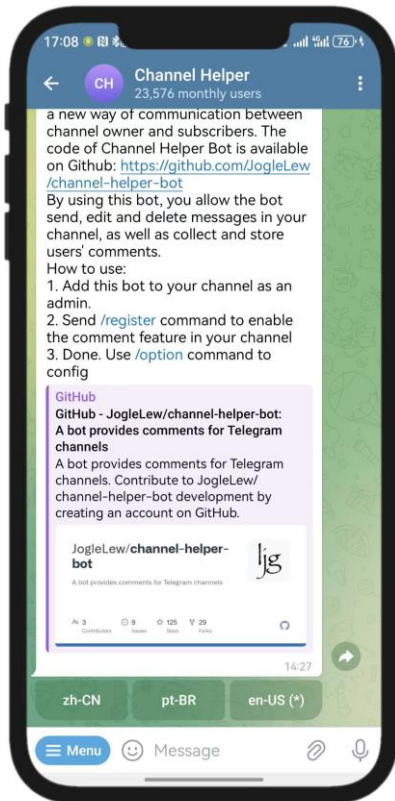 17:08
76
CH
Channel Helper
23,576 monthly users
a new way of communication between
channel owner and subscribers. The
code of Channel Helper Bot is available
on Github: https://github.com/JogleLew
/channel-helper-bot
By using this bot, you allow the bot
send, edit and delete messages in your
channel, as well as collect and store
users' comments.
How to use:
1. Add this bot to your channel as an
admin.
2. Send /register command to enable
the comment feature in your channel
3. Done. Use /option command to
config
GitHub
GitHub - JogleLew/channel-helper-bot:
A bot provides comments for Telegram
channels
A bot provides comments for Telegram
channels. Contribute to JogleLew/
channel-helper-bot development by
creating an account on GitHub.
JogleLew/channel-helper-
bot
ljg
A bot provides comments for Telegram channels
3 9 125 29
Contributors Issues Stars Forks
14:27
zh-CN pt-BR en-US (*)
Menu Message